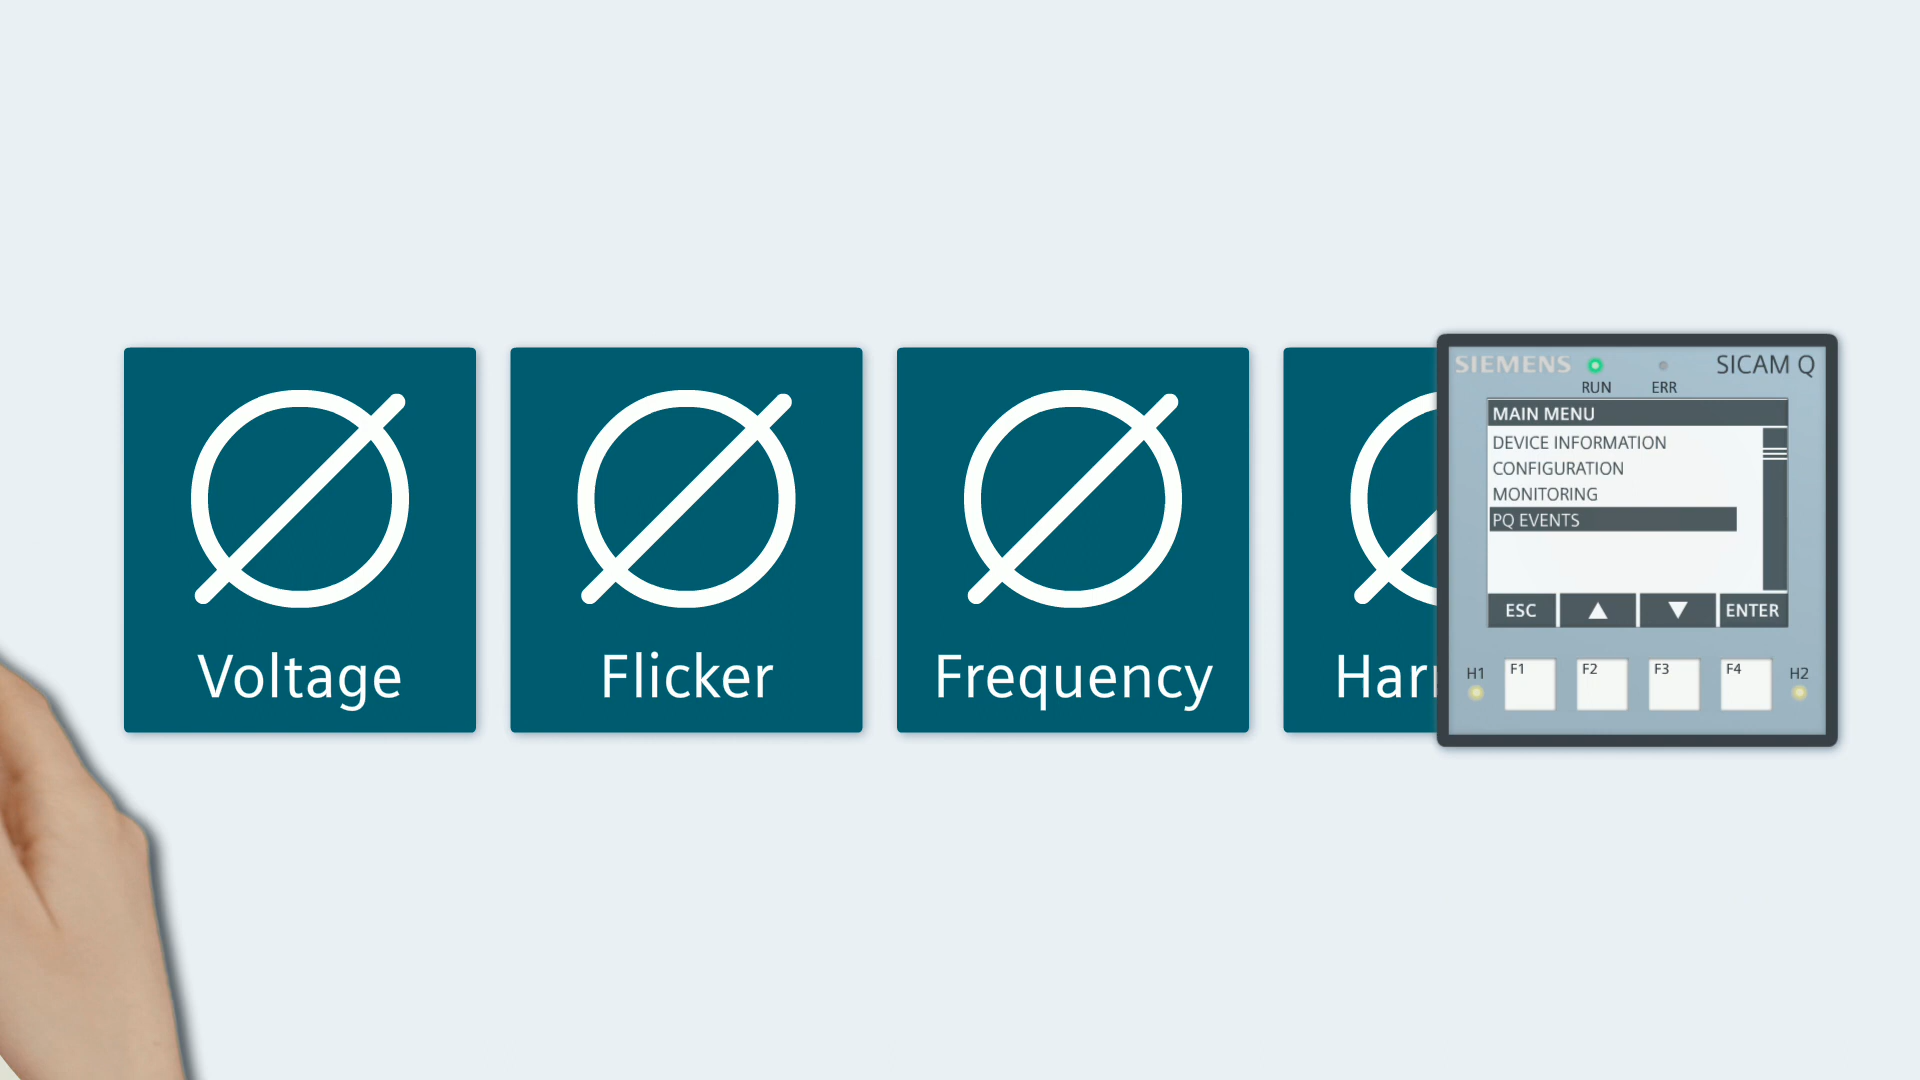 Voltage
Flicker
Frequency
SIEMENS
SICAM Q
RUN
ERR
MAIN MENU
DEVICE INFORMATION
CONFIGURATION
MONITORING
PQ EVENTS
ESC
ENTER
H1
F1
F2
F3
F4
H2